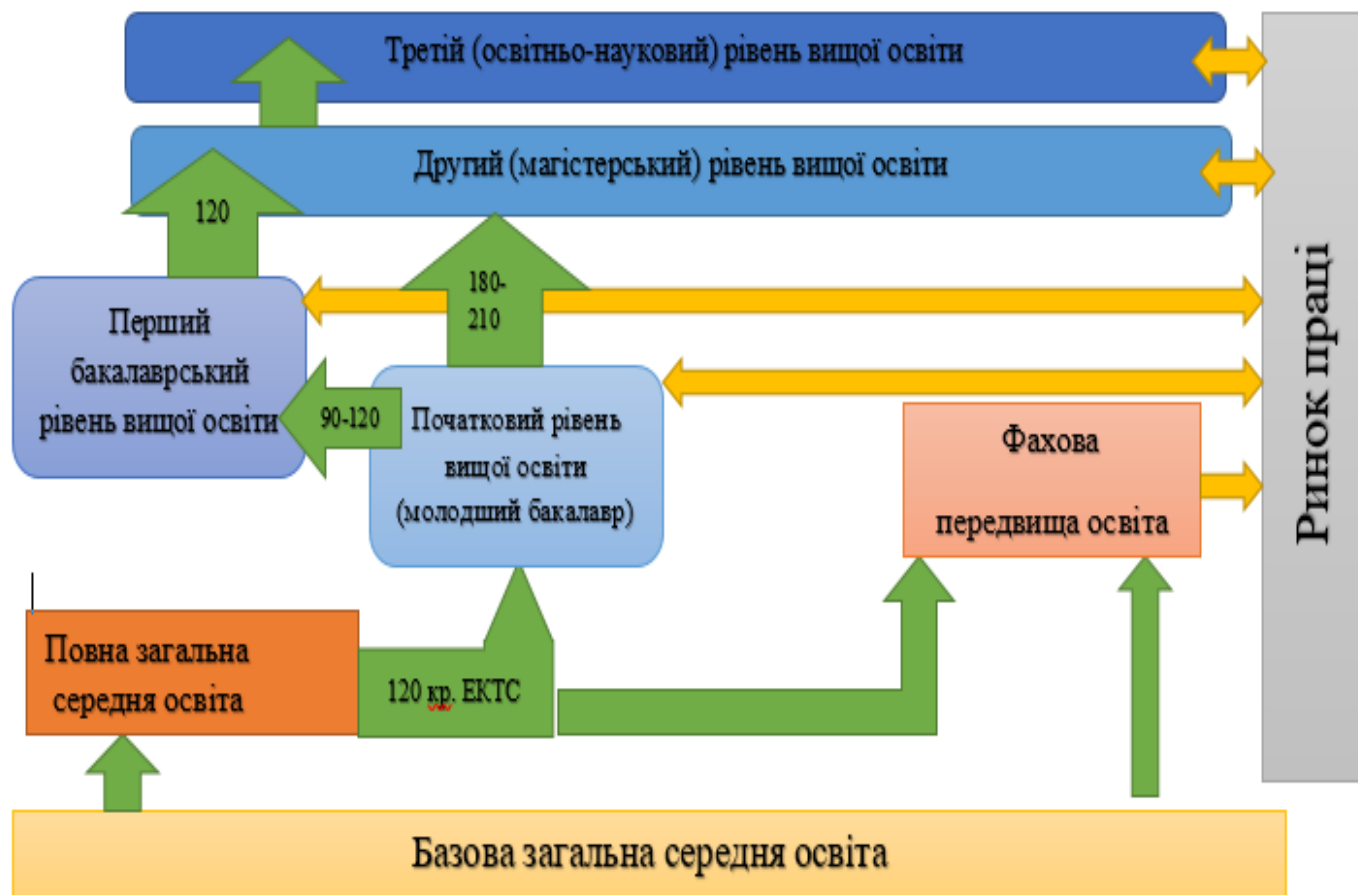 Третій (освітньо-науковий) рівень вищої освіти
Другий (магістерський) рівень вищої освіти
120
180-
210
Перший
бакалаврський
рівень вищої освіти
90-120
Початковий рівень
вищої освіти
(молодший бакалавр)
Фахова
передвища освіта
Ринок праці
Повна загальна
середня освіта
120 кр. ЕКТС
Базова загальна середня освіта